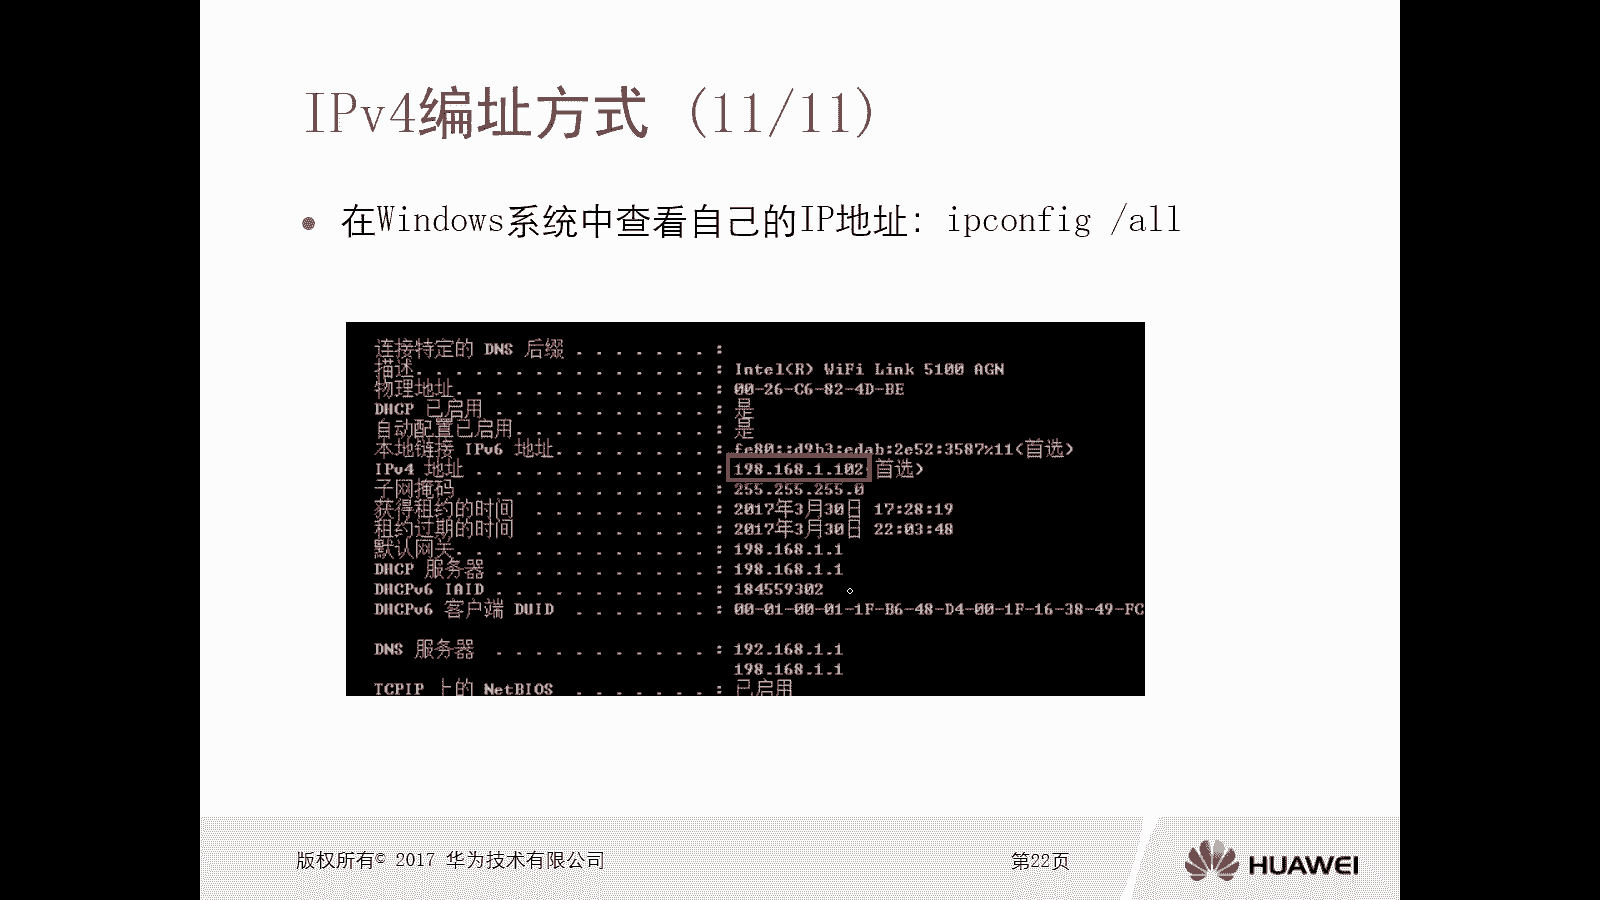 IPv4编址方式 (11/11)
• 在Windows系统中查看自己的IP地址：ipconfig /all
连接特定的 DNS 后缀 . . . . . . . :
描述. . . . . . . . . . . . . . . : Intel(R) WiFi Link 5100 AGN
物理地址. . . . . . . . . . . . . : 00-26-C6-82-4D-BE
DHCP 已启用 . . . . . . . . . . . : 是
自动配置已启用. . . . . . . . . . : 是
本地链接 IPv6 地址. . . . . . . . : fe80::d9b3:edab:2e52:3587%11(首选)
IPv4 地址 . . . . . . . . . . . . : 198.168.1.102 首选)
子网掩码 . . . . . . . . . . . . : 255.255.255.0
获得租约的时间 . . . . . . . . . : 2017年3月30日 17:28:19
租约过期的时间 . . . . . . . . . : 2017年3月30日 22:03:48
默认网关. . . . . . . . . . . . . : 198.168.1.1
DHCP 服务器 . . . . . . . . . . . : 198.168.1.1
DHCPv6 IAID . . . . . . . . . . . : 184559302
DHCPv6 客户端 DUID . . . . . . . : 00-01-00-01-1F-B6-48-D4-00-1F-16-38-49-FC
DNS 服务器 . . . . . . . . . . . : 192.168.1.1
198.168.1.1
TCPIP 上的 NetBIOS . . . . . . . : 已启用
版权所有© 2017 华为技术有限公司
第22页
HUAWEI